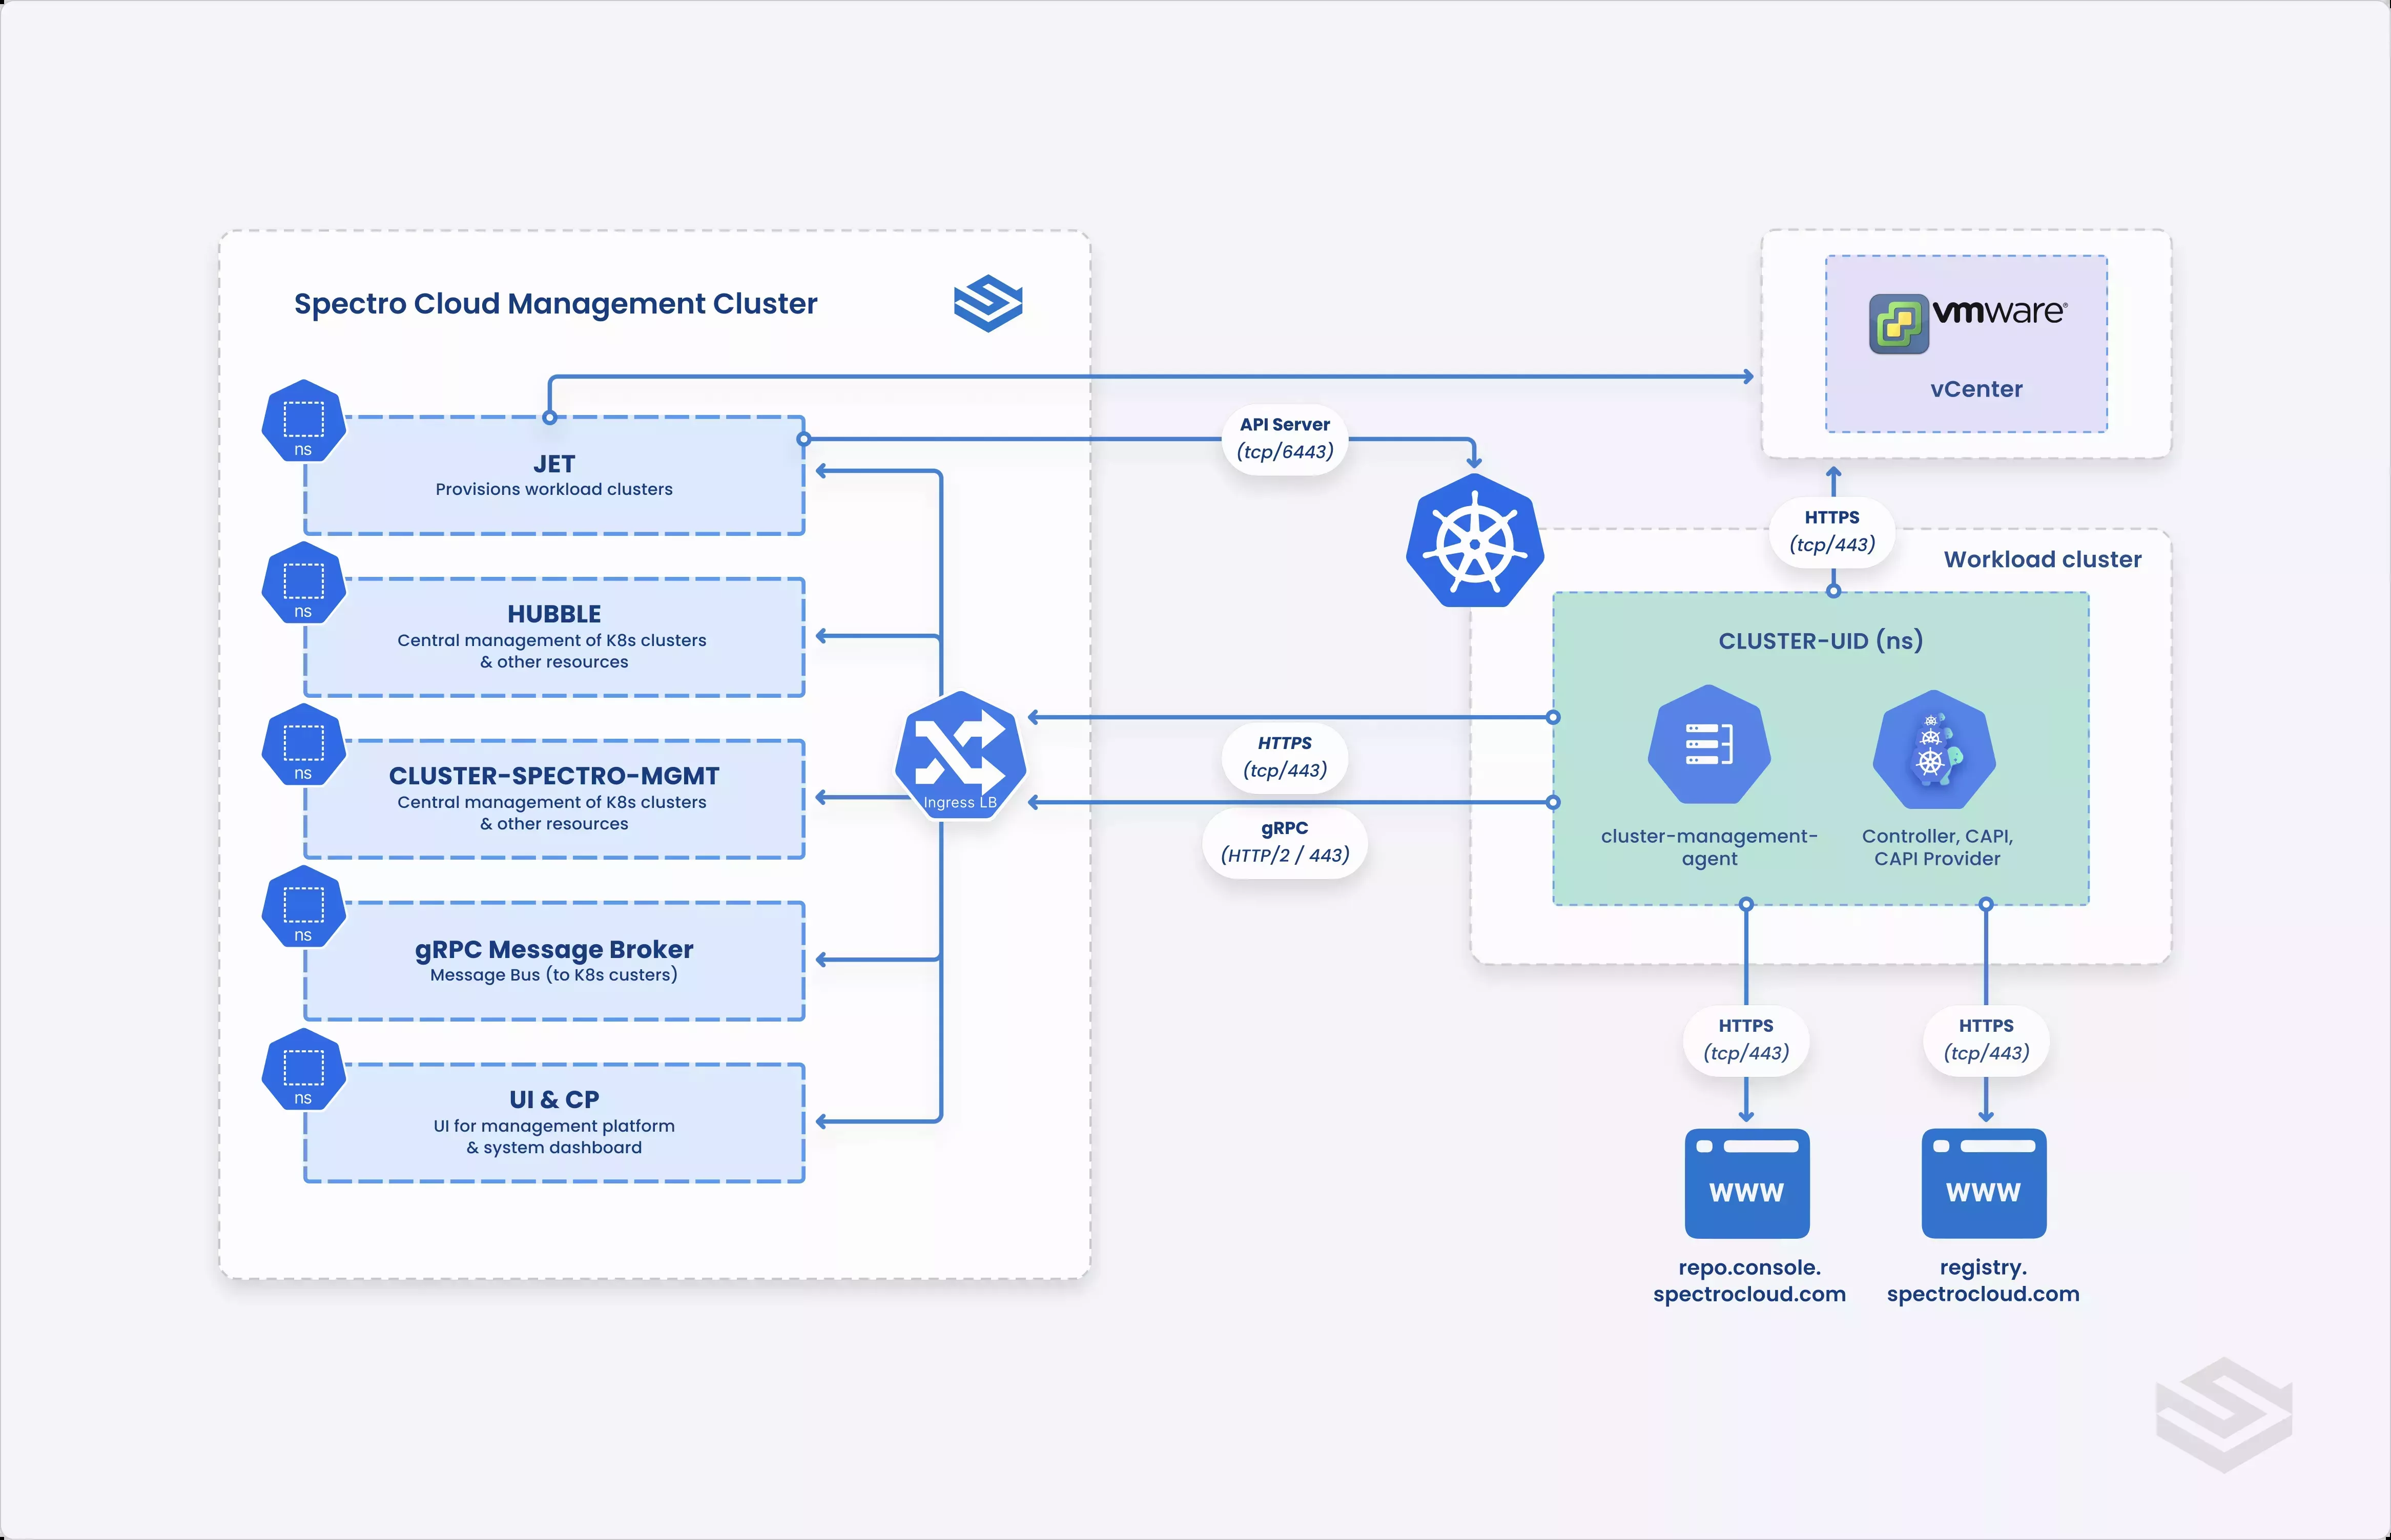 Spectro Cloud Management Cluster
ns
JET
Provisions workload clusters
ns
HUBBLE
Central management of K8s clusters
& other resources
ns
CLUSTER-SPECTRO-MGMT
Central management of K8s clusters
& other resources
ns
gRPC Message Broker
Message Bus (to K8s custers)
ns
UI & CP
UI for management platform
& system dashboard
Ingress LB
API Server
(tcp/6443)
HTTPS
(tcp/443)
gRPC
(HTTP/2 / 443)
vmware®
vCenter
HTTPS
(tcp/443)
Workload cluster
CLUSTER-UID (ns)
cluster-management-
agent
Controller, CAPI,
CAPI Provider
HTTPS
(tcp/443)
HTTPS
(tcp/443)
WWW
repo.console.
spectrocloud.com
WWW
registry.
spectrocloud.com